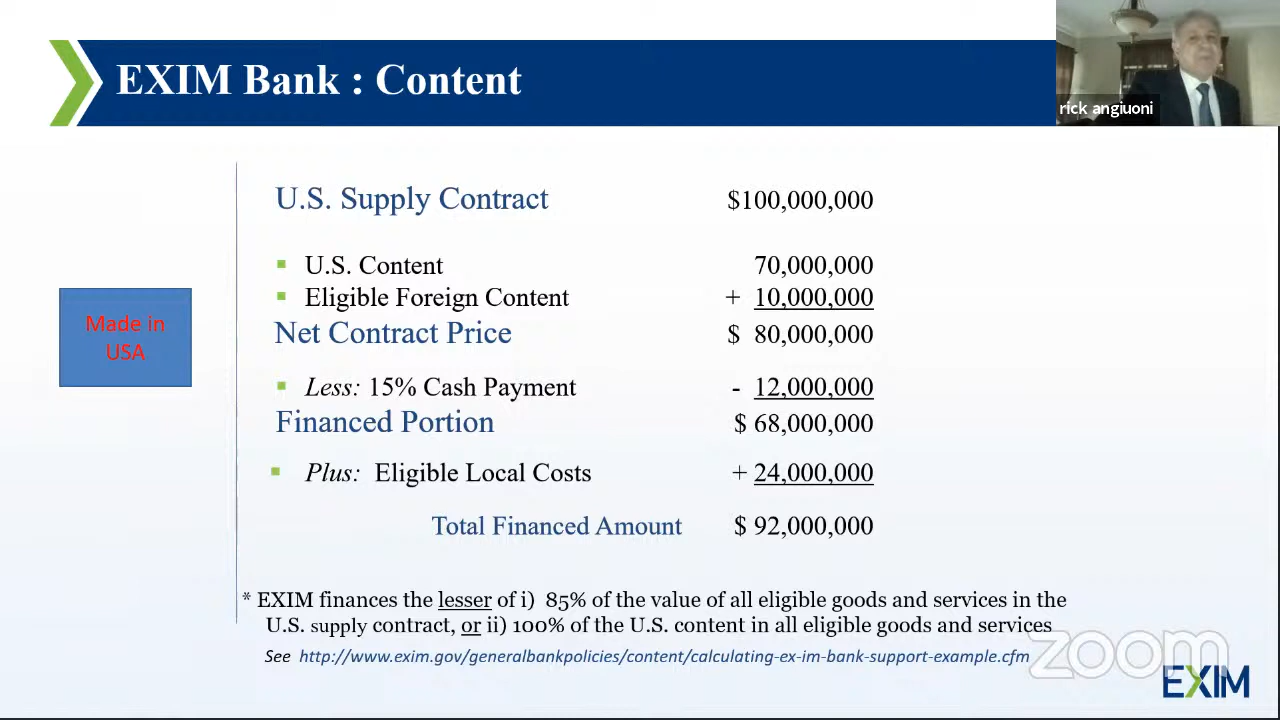 EXIM Bank : Content
rick angiuoni
U.S. Supply Contract $100,000,000
U.S. Content 70,000,000
Eligible Foreign Content + 10,000,000
Net Contract Price $ 80,000,000
Made in
USA
Less: 15% Cash Payment - 12,000,000
Financed Portion $ 68,000,000
Plus: Eligible Local Costs + 24,000,000
Total Financed Amount $ 92,000,000
* EXIM finances the lesser of i) 85% of the value of all eligible goods and services in the
U.S. supply contract, or ii) 100% of the U.S. content in all eligible goods and services
See http://www.exim.gov/generalbankpolicies/content/calculating-ex-im-bank-support-example.cfm
zoom
EXIM